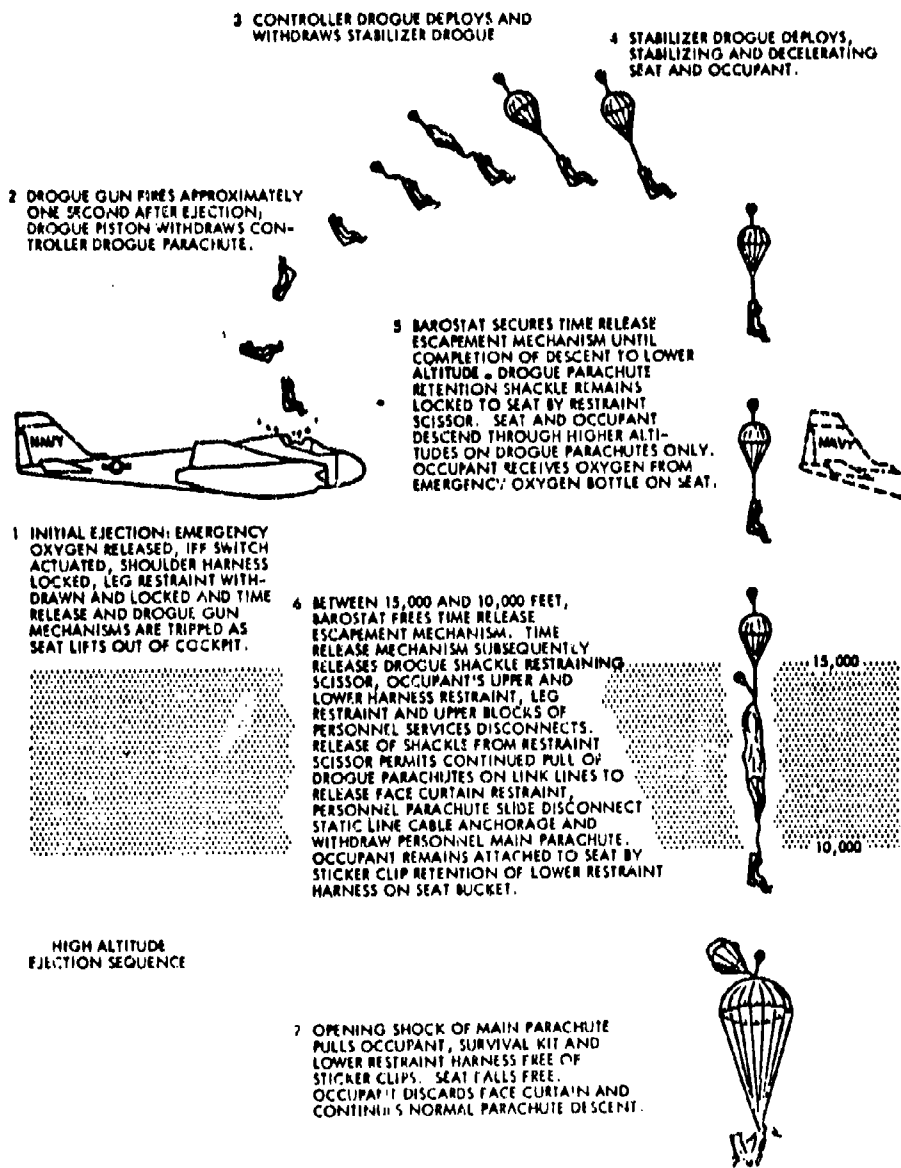 3 CONTROLLER DROGUE DEPLOYS AND
WITHDRAWS STABILIZER DROGUE
4 STABILIZER DROGUE DEPLOYS,
STABILIZING AND DECELERATING
SEAT AND OCCUPANT.
2 DROGUE GUN FIRES APPROXIMATELY
ONE SECOND AFTER EJECTION;
DROGUE PISTON WITHDRAWS CON-
TROLLER DROGUE PARACHUTE.
5 BAROSTAT SECURES TIME RELEASE
ESCAPEMENT MECHANISM UNTIL
COMPLETION OF DESCENT TO LOWER
ALTITUDE. DROGUE PARACHUTE
RETENTION SHACKLE REMAINS
LOCKED TO SEAT BY RESTRAINT
SCISSOR. SEAT AND OCCUPANT
DESCEND THROUGH HIGHER ALTI-
TUDES ON DROGUE PARACHUTES ONLY.
OCCUPANT RECEIVES OXYGEN FROM
EMERGENCY OXYGEN BOTTLE ON SEAT.
NAVY
NAVY
1 INITIAL EJECTION: EMERGENCY
OXYGEN RELEASED, IFF SWITCH
ACTUATED, SHOULDER HARNESS
LOCKED, LEG RESTRAINT WITH-
DRAWN AND LOCKED AND TIME
RELEASE AND DROGUE GUN
MECHANISMS ARE TRIPPED AS
SEAT LIFTS OUT OF COCKPIT.
6 BETWEEN 15,000 AND 10,000 FEET,
BAROSTAT FREES TIME RELEASE
ESCAPEMENT MECHANISM. TIME
RELEASE MECHANISM SUBSEQUENTLY
RELEASES DROGUE SHACKLE RESTRAINING
SCISSOR, OCCUPANT'S UPPER AND
LOWER HARNESS RESTRAINT, LEG
RESTRAINT AND UPPER BLOCKS OF
PERSONNEL SERVICES DISCONNECTS.
RELEASE OF SHACKLE FROM RESTRAINT
SCISSOR PERMITS CONTINUED PULL OF
DROGUE PARACHUTES ON LINK LINES TO
RELEASE FACE CURTAIN RESTRAINT,
PERSONNEL PARACHUTE SLIDE DISCONNECT
STATIC LINE CABLE ANCHORAGE AND
WITHDRAW PERSONNEL MAIN PARACHUTE.
OCCUPANT REMAINS ATTACHED TO SEAT BY
STICKER CLIP RETENTION OF LOWER RESTRAINT
HARNESS ON SEAT BUCKET.
15,000
10,000
HIGH ALTITUDE
EJECTION SEQUENCE
7 OPENING SHOCK OF MAIN PARACHUTE
PULLS OCCUPANT, SURVIVAL KIT AND
LOWER RESTRAINT HARNESS FREE OF
STICKER CLIPS. SEAT FALLS FREE.
OCCUPANT DISCARDS FACE CURTAIN AND
CONTINUES NORMAL PARACHUTE DESCENT.